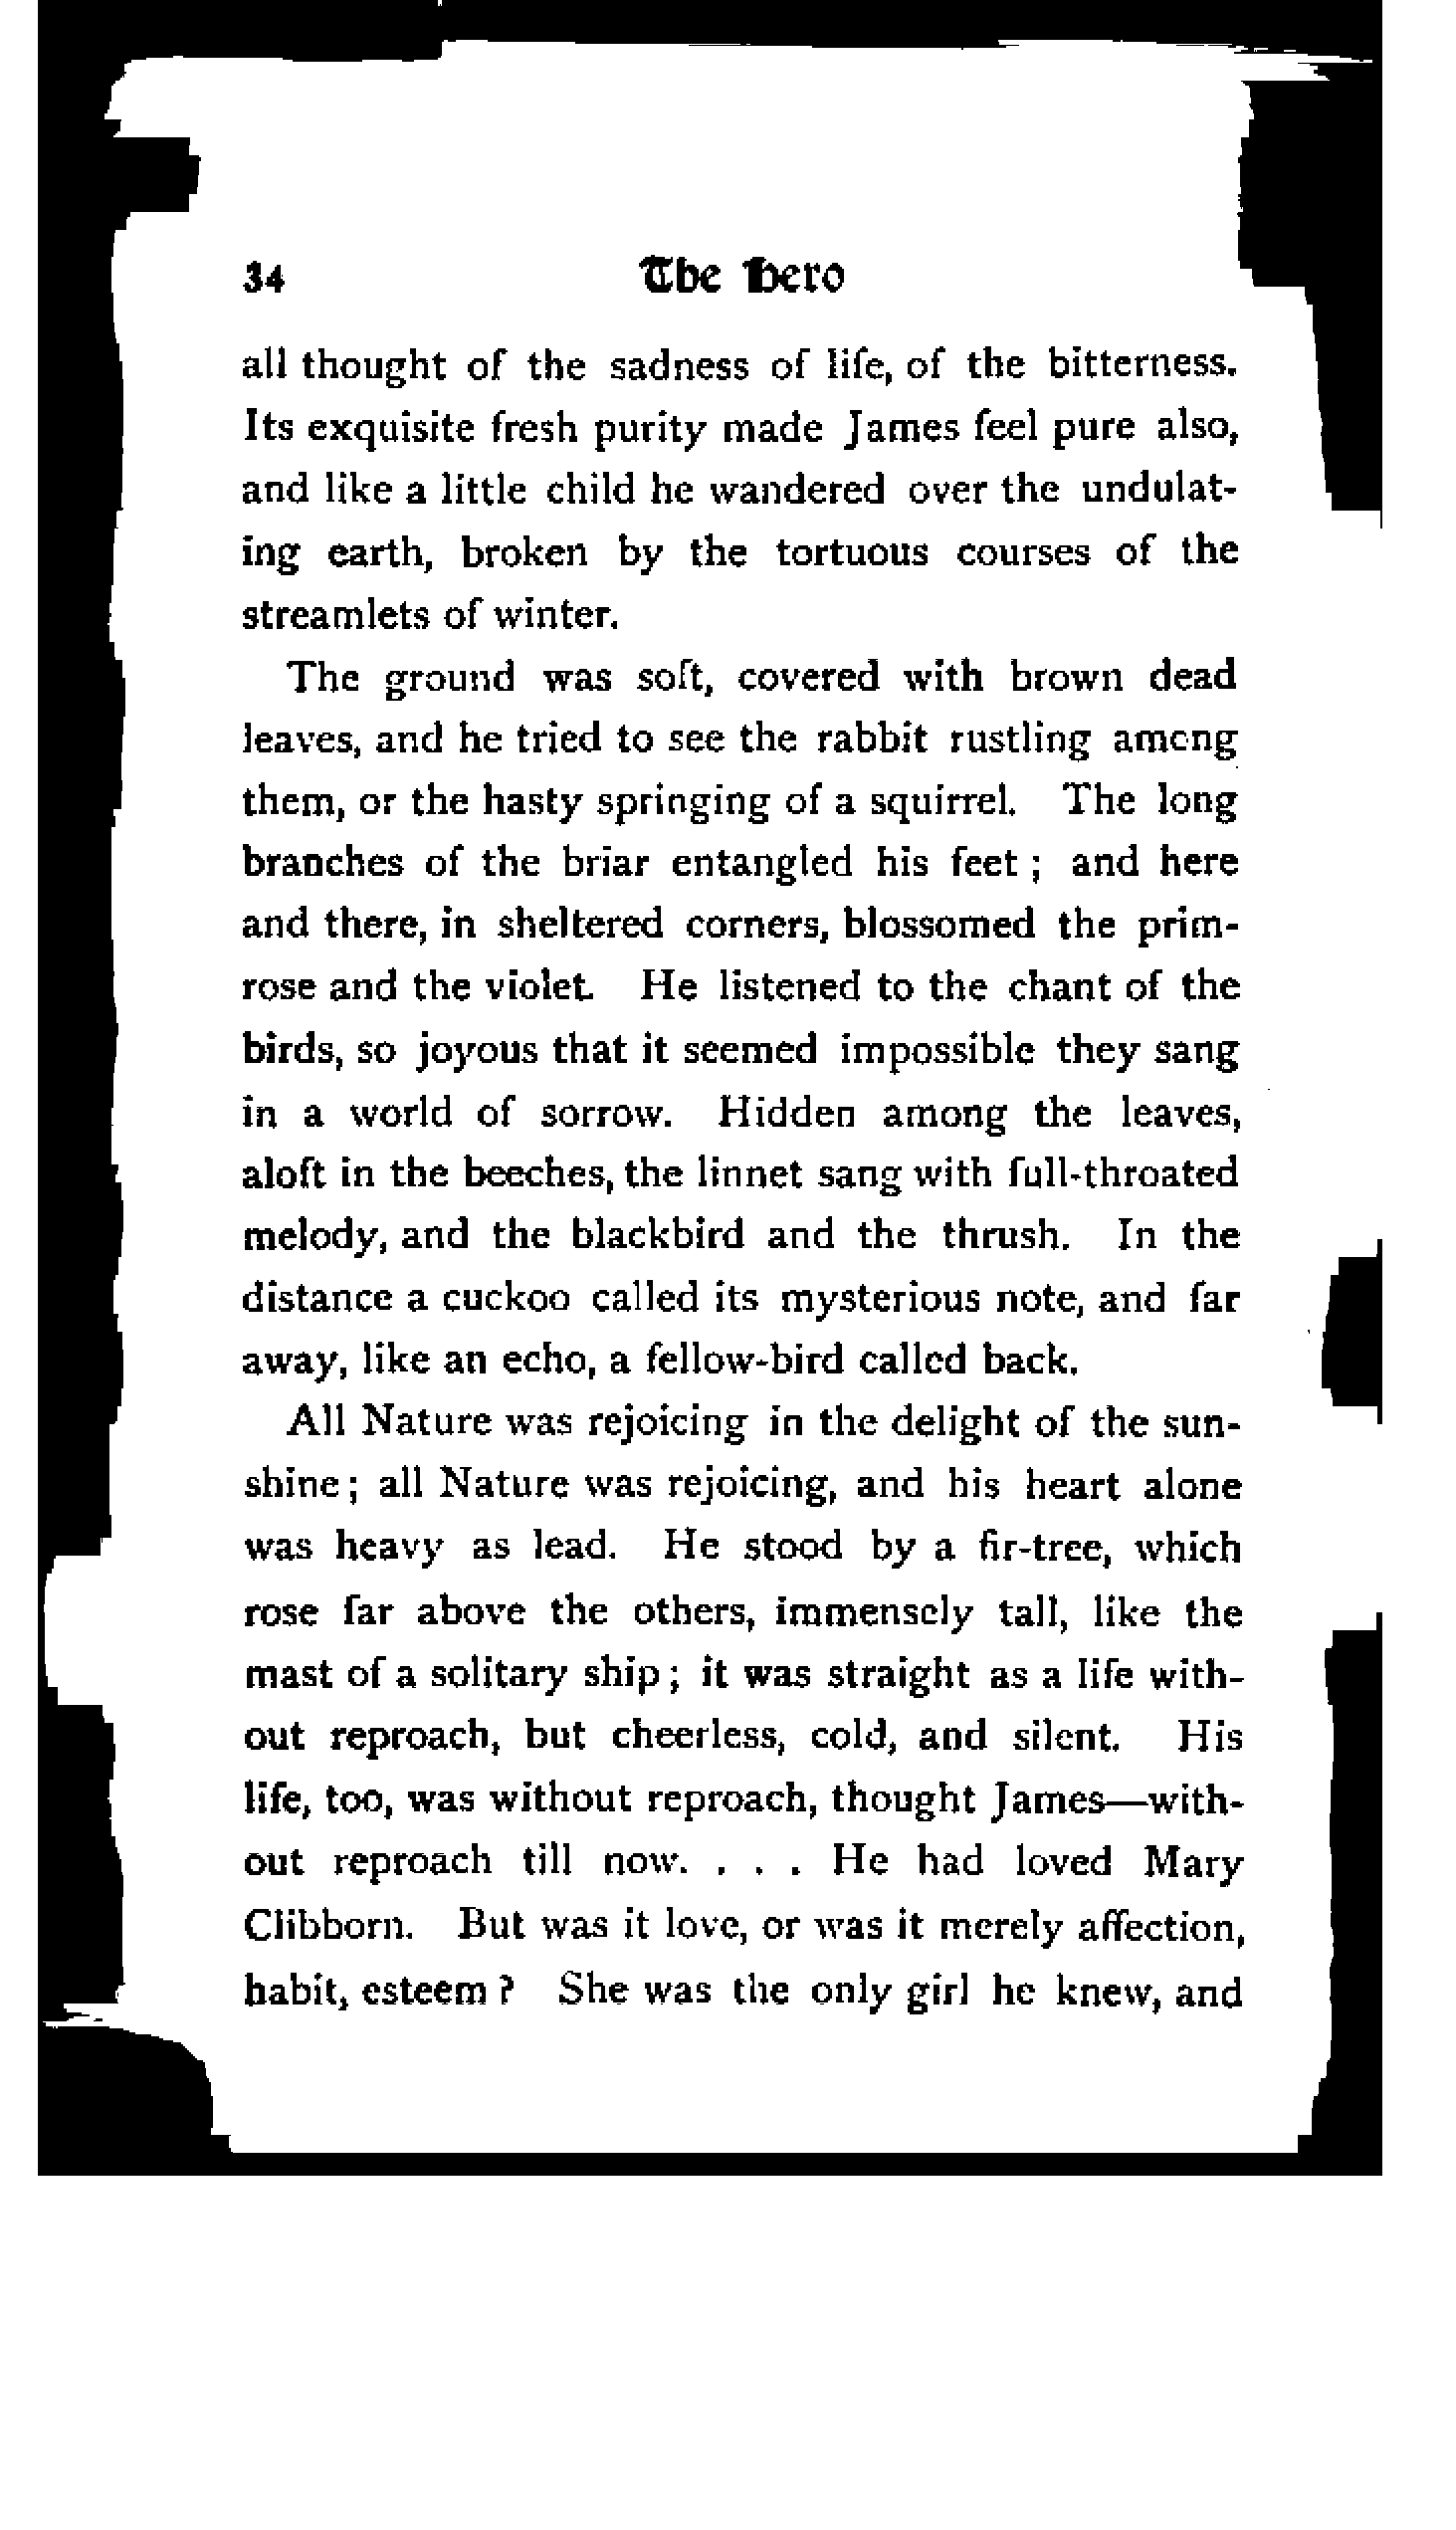 34 The Hero
all thought of the sadness of life, of the bitterness.
Its exquisite fresh purity made James feel pure also,
and like a little child he wandered over the undulat-
ing earth, broken by the tortuous courses of the
streamlets of winter.
The ground was soft, covered with brown dead
leaves, and he tried to see the rabbit rustling among
them, or the hasty springing of a squirrel. The long
branches of the briar entangled his feet ; and here
and there, in sheltered corners, blossomed the prim-
rose and the violet. He listened to the chant of the
birds, so joyous that it seemed impossible they sang
in a world of sorrow. Hidden among the leaves,
aloft in the beeches, the linnet sang with full-throated
melody, and the blackbird and the thrush. In the
distance a cuckoo called its mysterious note, and far
away, like an echo, a fellow-bird called back.
All Nature was rejoicing in the delight of the sun-
shine ; all Nature was rejoicing, and his heart alone
was heavy as lead. He stood by a fir-tree, which
rose far above the others, immensely tall, like the
mast of a solitary ship ; it was straight as a life with-
out reproach, but cheerless, cold, and silent. His
life, too, was without reproach, thought James—with-
out reproach till now. . . . He had loved Mary
Clibborn. But was it love, or was it merely affection,
habit, esteem ? She was the only girl he knew, and